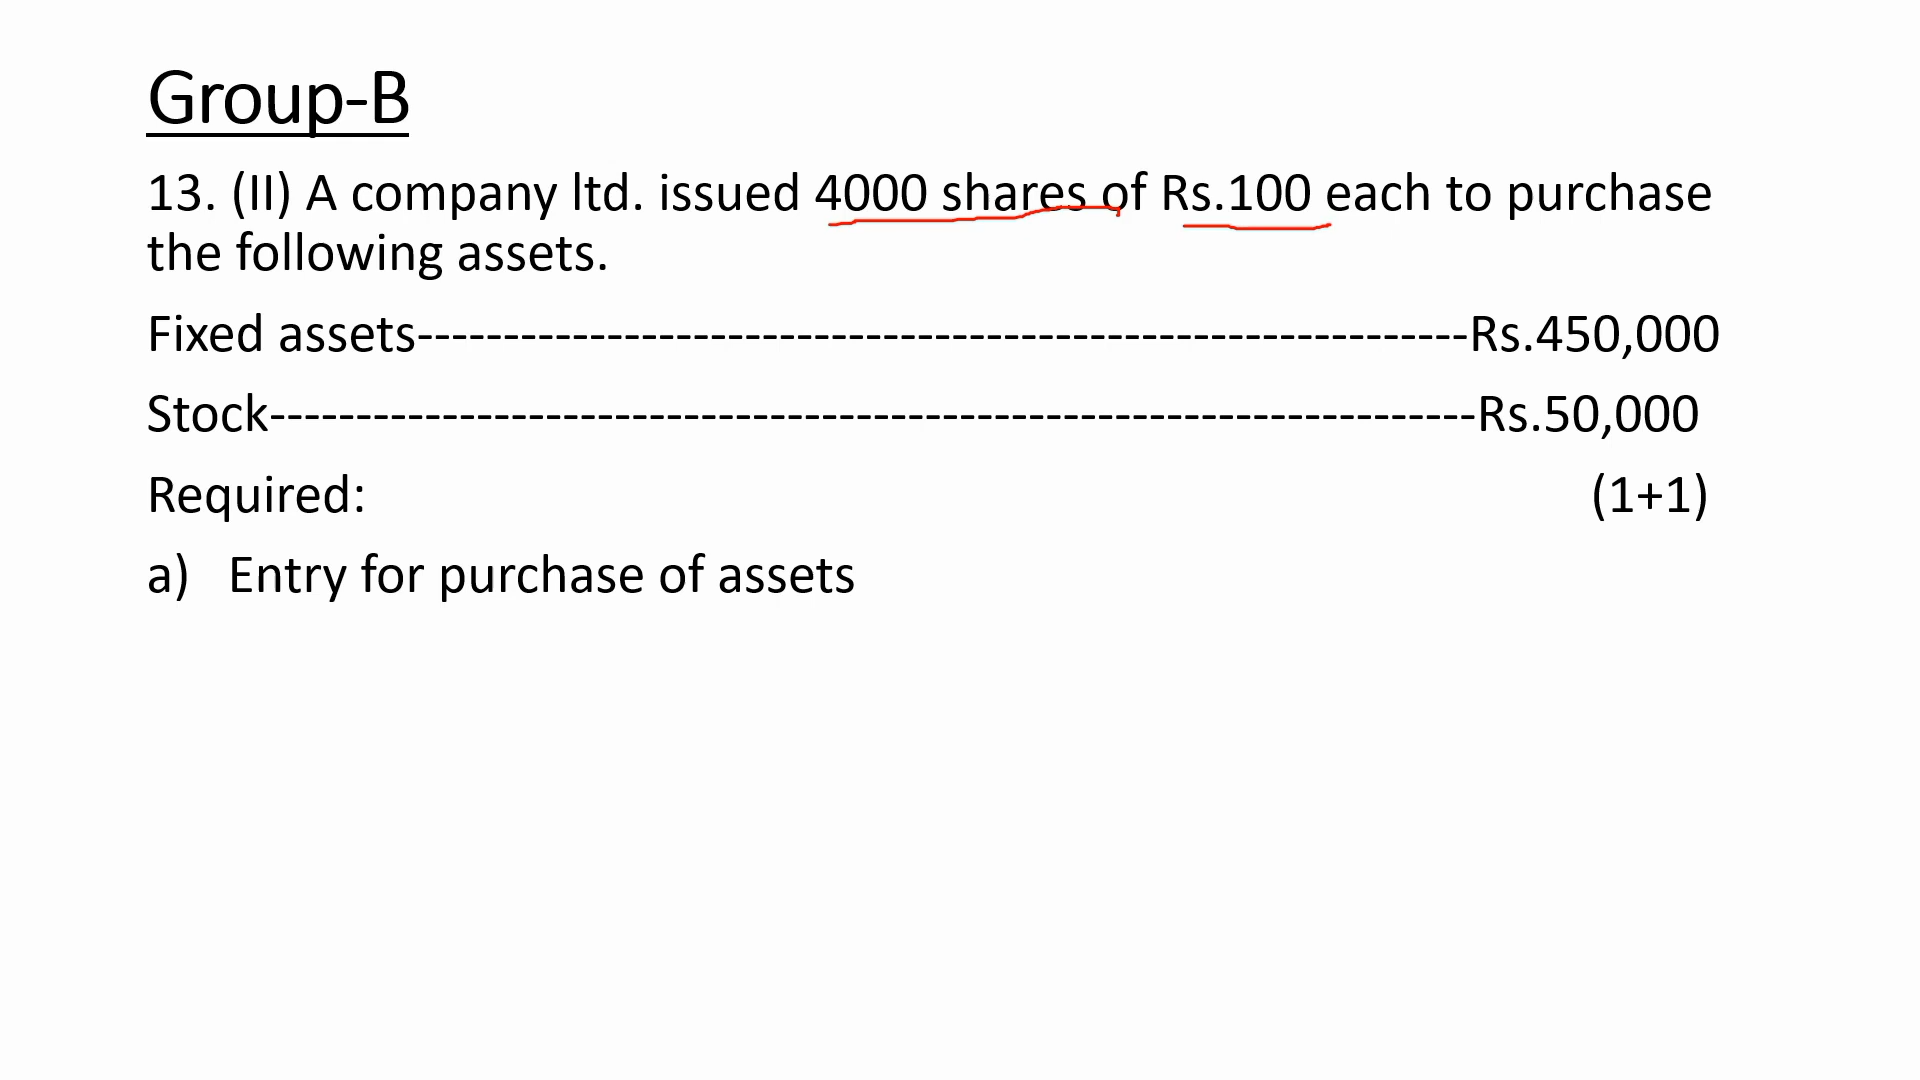 Group-B
13. (II) A company ltd. issued 4000 shares of Rs.100 each to purchase
the following assets.
Fixed assets-------------------------------------------------------------Rs.450,000
Stock----------------------------------------------------------------------Rs.50,000
Required: (1+1)
a) Entry for purchase of assets